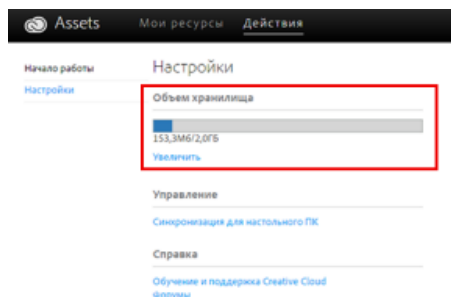 Assets Мои ресурсы Действия
Начало работы
Настройки
Настройки
Объем хранилища
153,3МБ/2,0ГБ
Увеличить
Управление
Синхронизация для настольного ПК
Справка
Обучение и поддержка Creative Cloud
Форумы